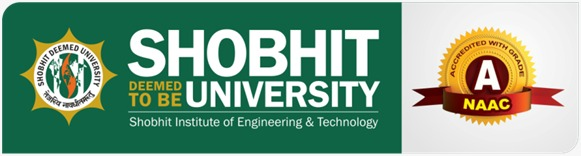 SHOBHIT DEEMED UNIVERSITY
SHOBHIT
DEEMED
TO BE UNIVERSITY
Shobhit Institute of Engineering & Technology
ACCREDITED WITH GRADE
A
NAAC